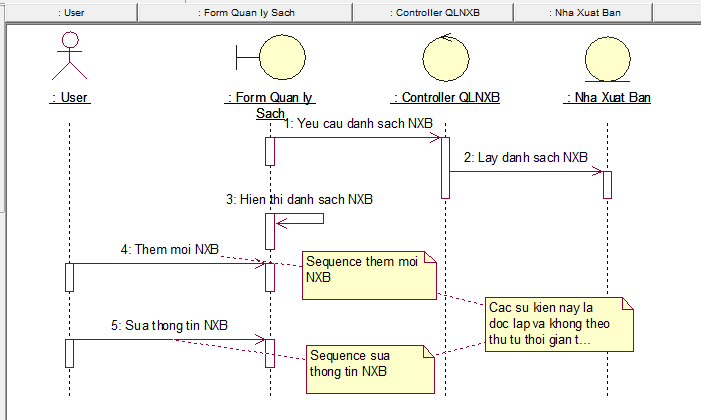 : User
: Form Quan ly Sach
: Controller QLNXB
: Nha Xuat Ban
: User
: Form Quan ly
Sach
: Controller QLNXB
: Nha Xuat Ban
1: Yeu cau danh sach NXB
2: Lay danh sach NXB
3: Hien thi danh sach NXB
4: Them moi NXB
Sequence them moi
NXB
Cac su kien nay la
doc lap va khong theo
thu tu thoi gian t...
5: Sua thong tin NXB
Sequence sua
thong tin NXB